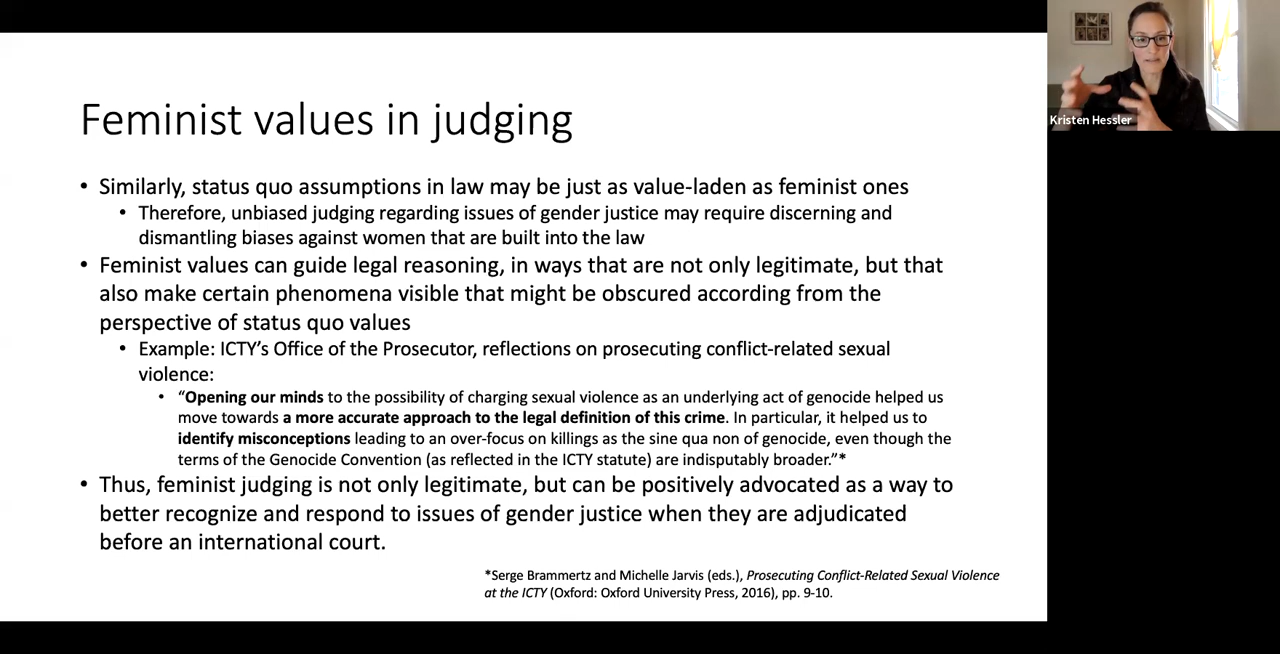 Feminist values in judging
• Similarly, status quo assumptions in law may be just as value-laden as feminist ones
• Therefore, unbiased judging regarding issues of gender justice may require discerning and
dismantling biases against women that are built into the law
• Feminist values can guide legal reasoning, in ways that are not only legitimate, but that
also make certain phenomena visible that might be obscured according from the
perspective of status quo values
• Example: ICTY’s Office of the Prosecutor, reflections on prosecuting conflict-related sexual
violence:
• “Opening our minds to the possibility of charging sexual violence as an underlying act of genocide helped us
move towards a more accurate approach to the legal definition of this crime. In particular, it helped us to
identify misconceptions leading to an over-focus on killings as the sine qua non of genocide, even though the
terms of the Genocide Convention (as reflected in the ICTY statute) are indisputably broader.”*
• Thus, feminist judging is not only legitimate, but can be positively advocated as a way to
better recognize and respond to issues of gender justice when they are adjudicated
before an international court.
*Serge Brammertz and Michelle Jarvis (eds.), Prosecuting Conflict-Related Sexual Violence
at the ICTY (Oxford: Oxford University Press, 2016), pp. 9-10.
Kristen Hessler